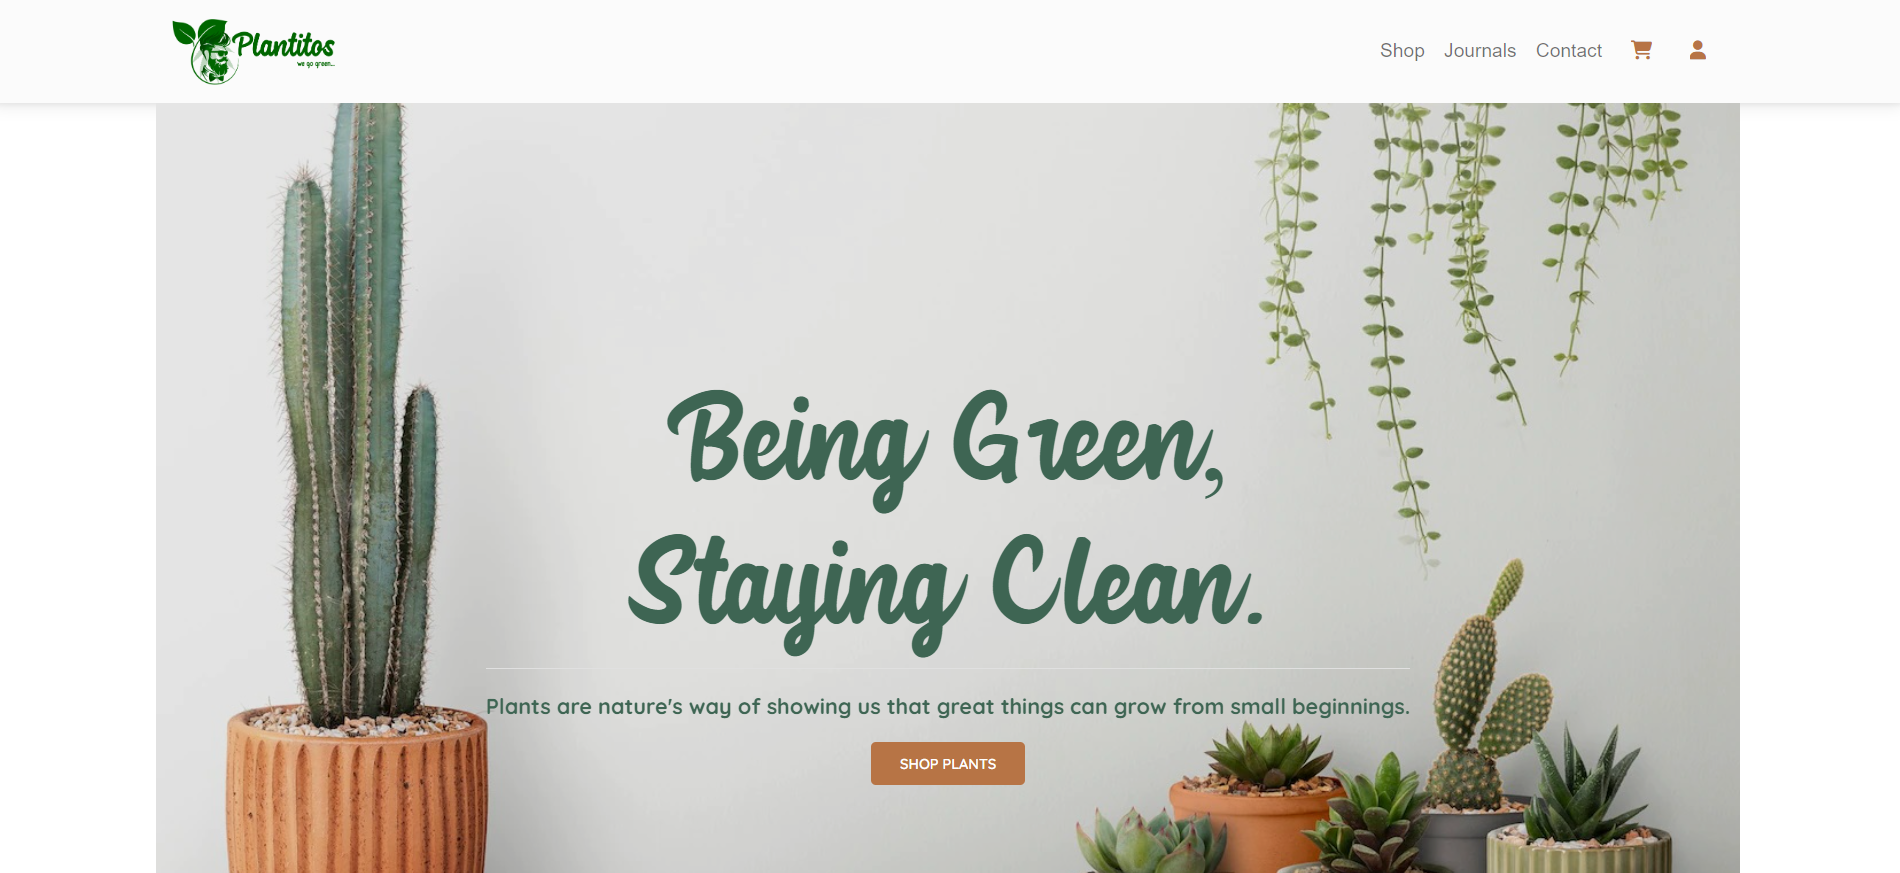 Plantitos
we go green...
Shop Journals Contact
Being Green,
Staying Clean.
Plants are nature's way of showing us that great things can grow from small beginnings.
SHOP PLANTS